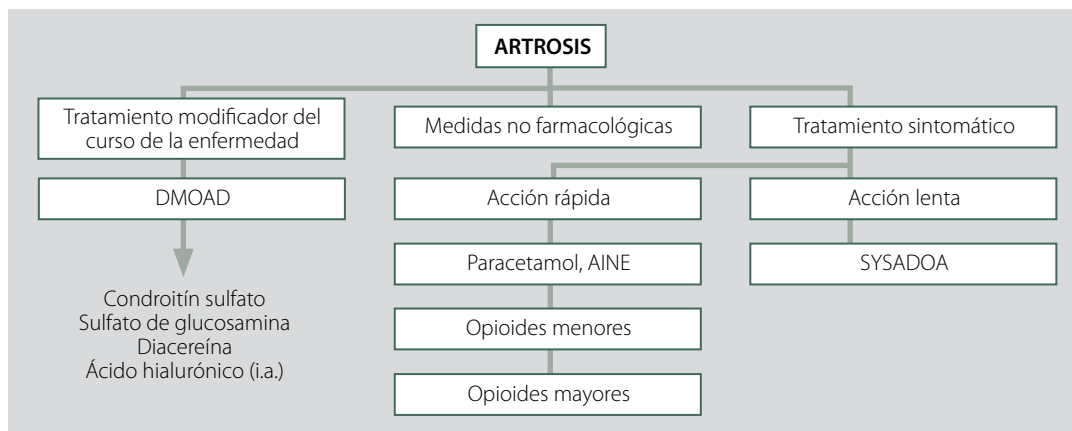 ARTROSIS
Tratamiento modificador del
curso de la enfermedad
Medidas no farmacológicas
Tratamiento sintomático
DMOAD
Acción rápida
Acción lenta
Paracetamol, AINE
SYSADOA
Condroitín sulfato
Sulfato de glucosamina
Diacereína
Ácido hialurónico (i.a.)
Opioides menores
Opioides mayores